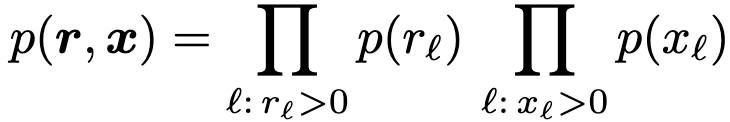 p(r, x) = ∏_{ℓ: r_ℓ>0} p(r_ℓ) ∏_{ℓ: x_ℓ>0} p(x_ℓ)